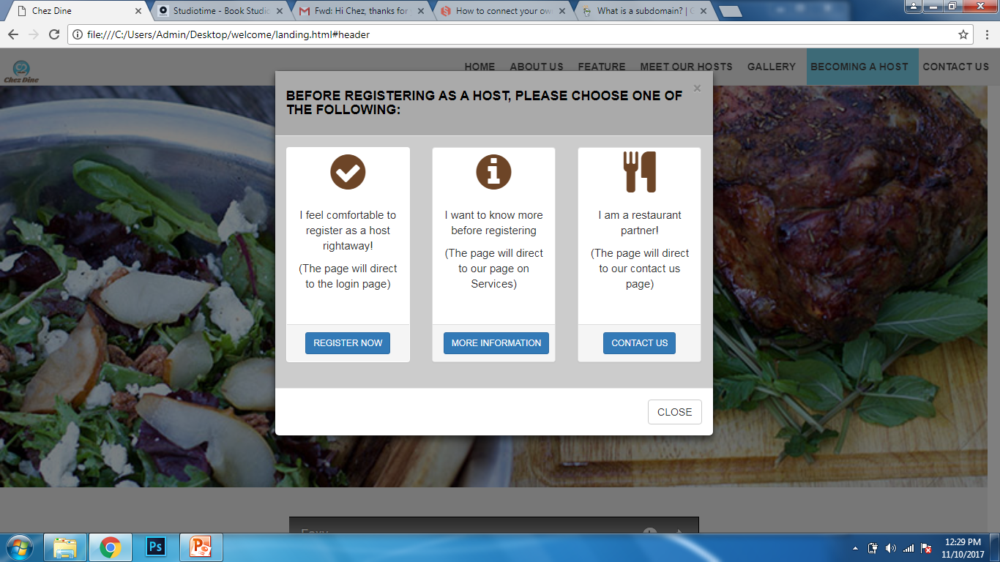 Chez Dine
Studiotime - Book Studio
Fwd: Hi Chez, thanks for
How to connect your own
What is a subdomain? |
file:///C:/Users/Admin/Desktop/welcome/landing.html#header
Chez Dine
HOME ABOUT US FEATURE MEET OUR HOSTS GALLERY BECOMING A HOST CONTACT US
BEFORE REGISTERING AS A HOST, PLEASE CHOOSE ONE OF
THE FOLLOWING:
×
I feel comfortable to
register as a host
rightaway!
(The page will direct
to the login page)
REGISTER NOW
I want to know more
before registering
(The page will direct
to our page on
Services)
MORE INFORMATION
I am a restaurant
partner!
(The page will direct
to our contact us
page)
CONTACT US
CLOSE
Ps
P
12:29 PM
11/10/2017